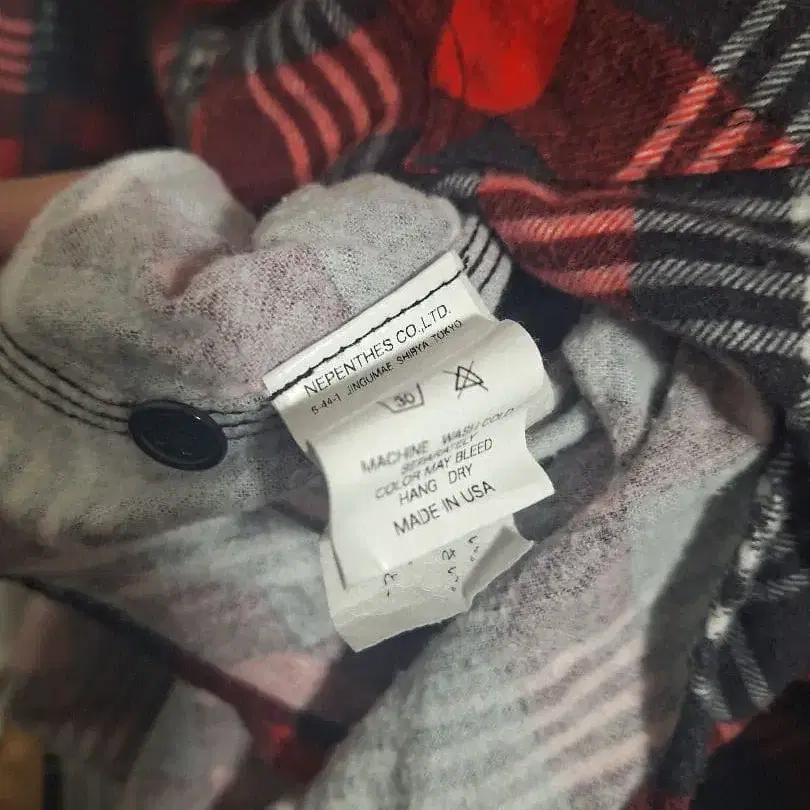 NEPENTHES CO.,LTD.
5-44-1 JINGUMAE SHIBYA TOKYO
30
MACHINE WASH COLD
SEPARATELY
COLOR MAY BLEED
HANG DRY
MADE IN USA